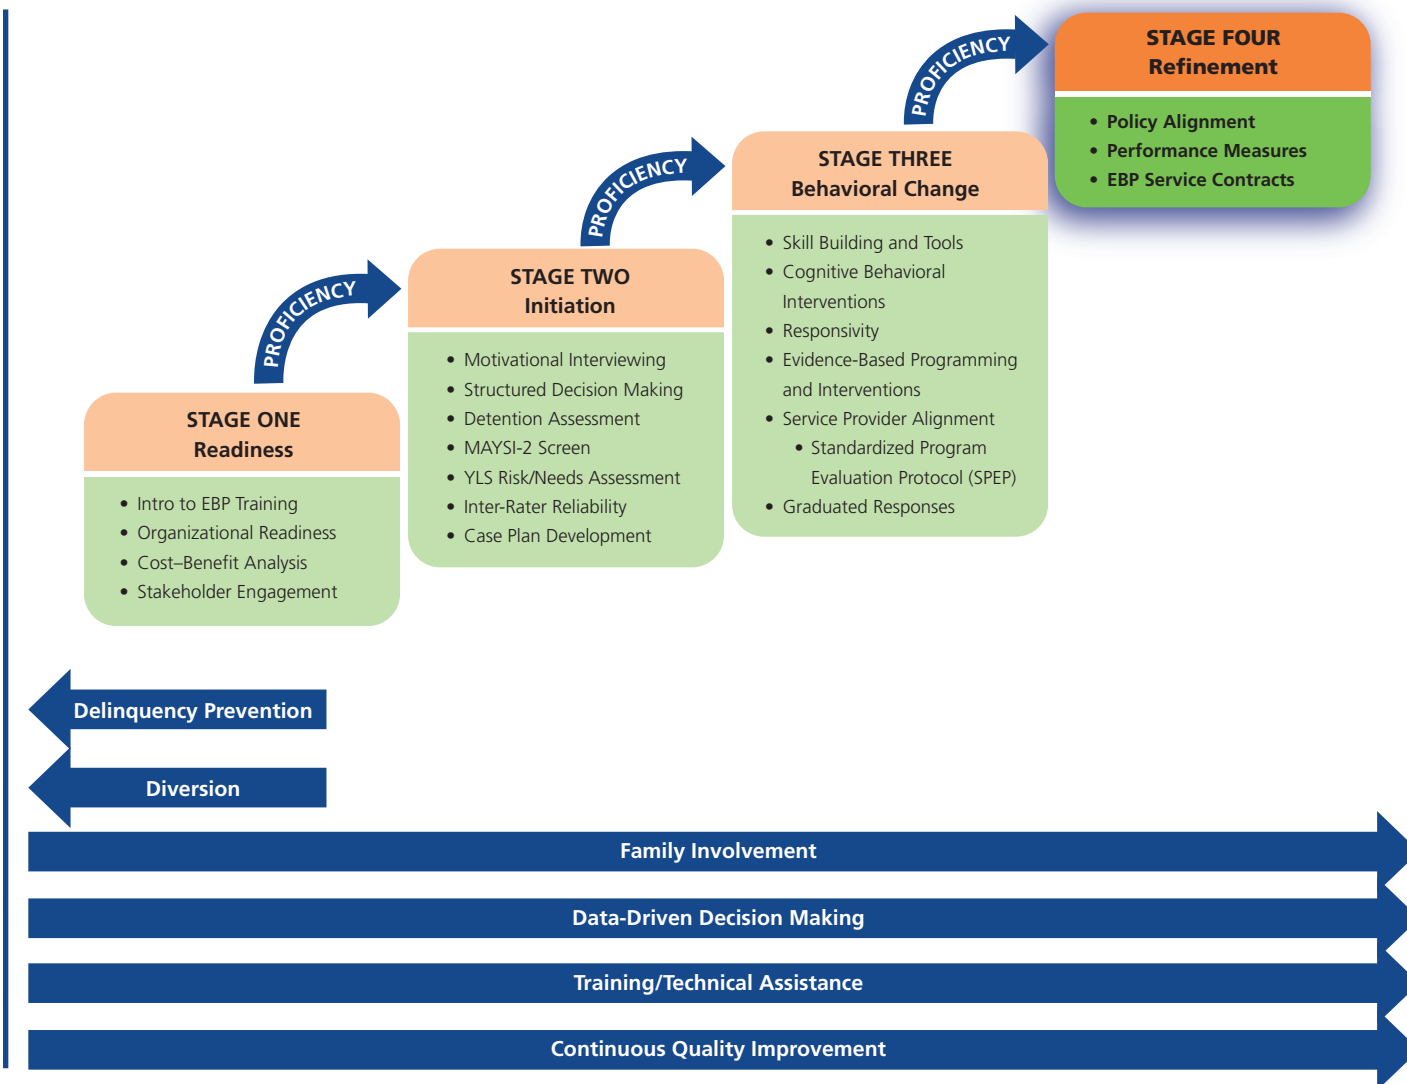 STAGE ONE
Readiness
• Intro to EBP Training
• Organizational Readiness
• Cost–Benefit Analysis
• Stakeholder Engagement
PROFICIENCY
STAGE TWO
Initiation
• Motivational Interviewing
• Structured Decision Making
• Detention Assessment
• MAYSI-2 Screen
• YLS Risk/Needs Assessment
• Inter-Rater Reliability
• Case Plan Development
PROFICIENCY
STAGE THREE
Behavioral Change
• Skill Building and Tools
• Cognitive Behavioral
Interventions
• Responsivity
• Evidence-Based Programming
and Interventions
• Service Provider Alignment
• Standardized Program
Evaluation Protocol (SPEP)
• Graduated Responses
PROFICIENCY
STAGE FOUR
Refinement
• Policy Alignment
• Performance Measures
• EBP Service Contracts
Delinquency Prevention
Diversion
Family Involvement
Data-Driven Decision Making
Training/Technical Assistance
Continuous Quality Improvement